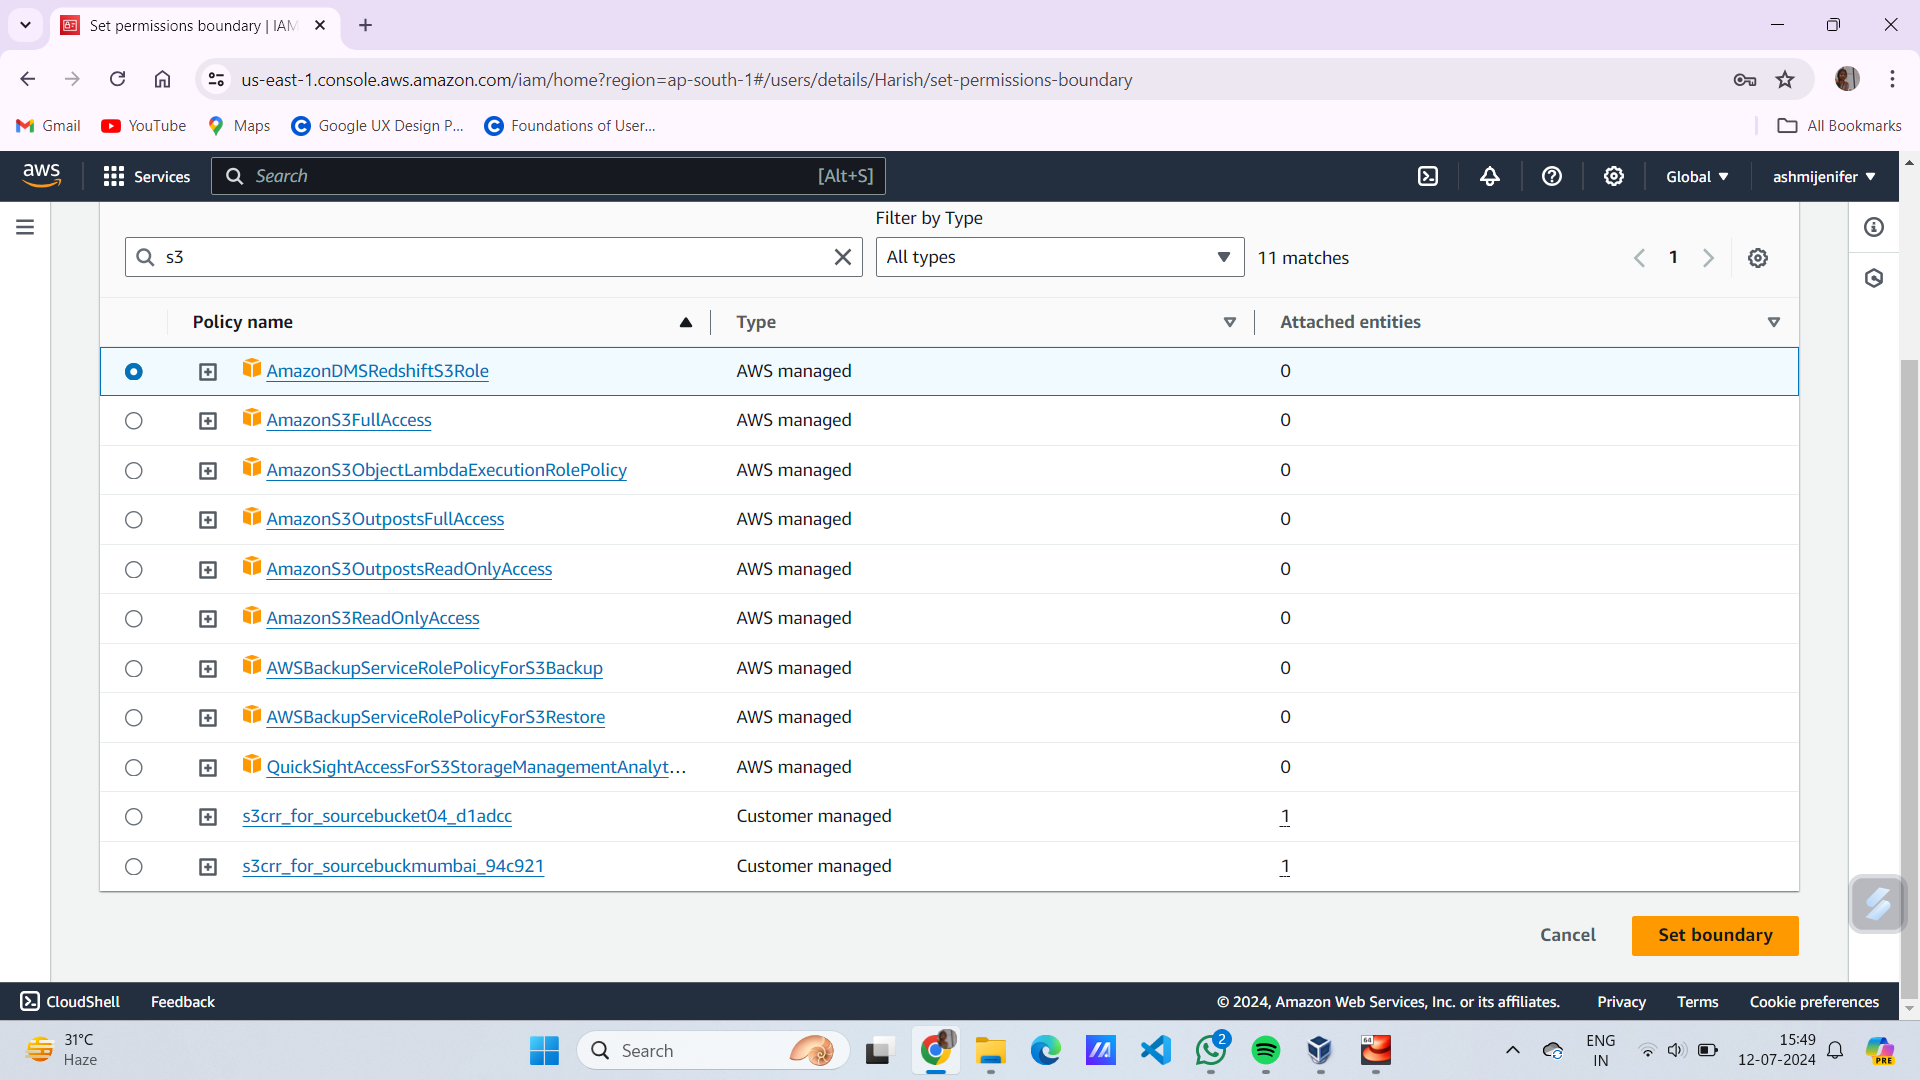 Set permissions boundary | IAM
us-east-1.console.aws.amazon.com/iam/home?region=ap-south-1#/users/details/Harish/set-permissions-boundary
Gmail YouTube Maps Google UX Design P... Foundations of User... All Bookmarks
aws Services Search [Alt+S] Global ashmijenifer
Filter by Type
s3 All types 11 matches 1
Policy name Type Attached entities
AmazonDMSRedshiftS3Role AWS managed 0
AmazonS3FullAccess AWS managed 0
AmazonS3ObjectLambdaExecutionRolePolicy AWS managed 0
AmazonS3OutpostsFullAccess AWS managed 0
AmazonS3OutpostsReadOnlyAccess AWS managed 0
AmazonS3ReadOnlyAccess AWS managed 0
AWSBackupServiceRolePolicyForS3Backup AWS managed 0
AWSBackupServiceRolePolicyForS3Restore AWS managed 0
QuickSightAccessForS3StorageManagementAnalyt... AWS managed 0
s3crr_for_sourcebucket04_d1adcc Customer managed 1
s3crr_for_sourcebuckmumbai_94c921 Customer managed 1
Cancel Set boundary
CloudShell Feedback © 2024, Amazon Web Services, Inc. or its affiliates. Privacy Terms Cookie preferences
31°C
Haze
Search
2
64
ENG
IN
15:49
12-07-2024
PRE